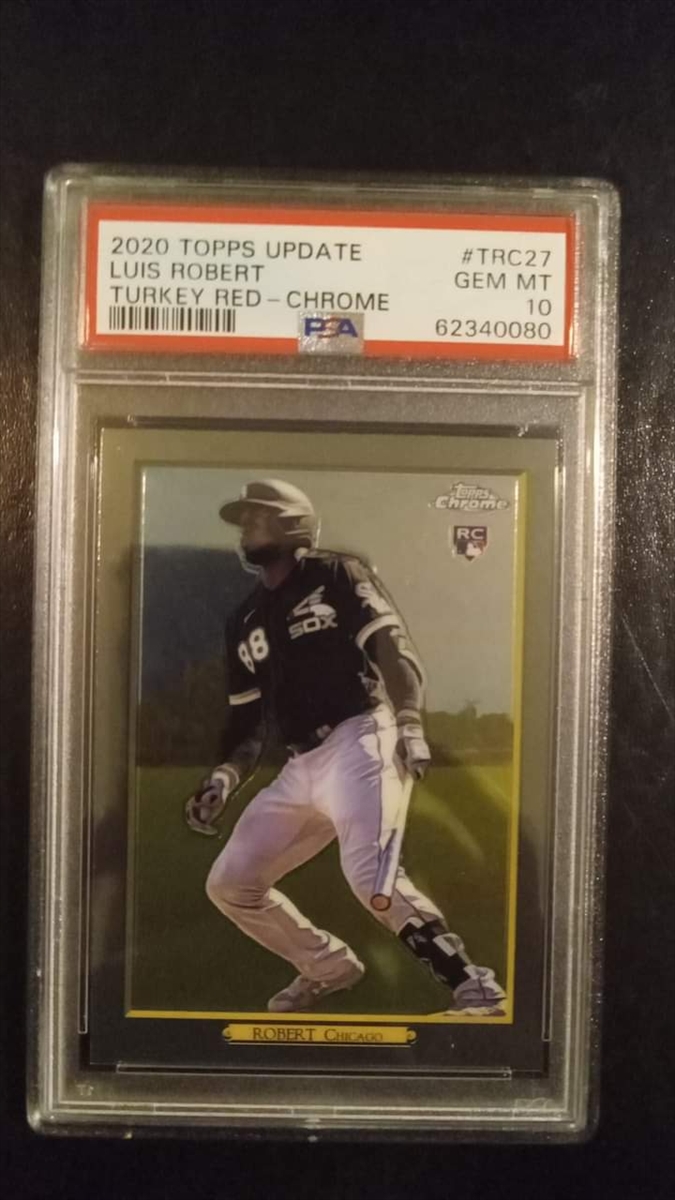 2020 TOPPS UPDATE #TRC27
LUIS ROBERT GEM MT
TURKEY RED - CHROME 10
PSA 62340080
Topps
Chrome
RC
SOX
88
ROBERT CHICAGO